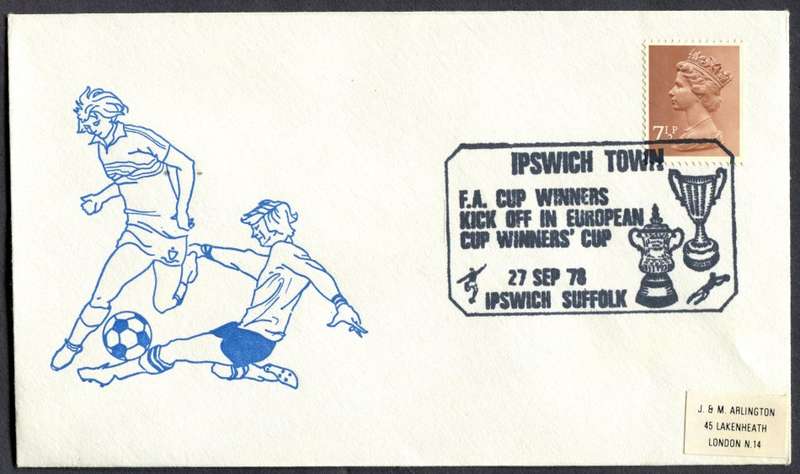 7½P
IPSWICH TOWN
F.A. CUP WINNERS
KICK OFF IN EUROPEAN
CUP WINNERS' CUP
27 SEP 78
IPSWICH SUFFOLK
J. & M. ARLINGTON
45 LAKENHEATH
LONDON N.14